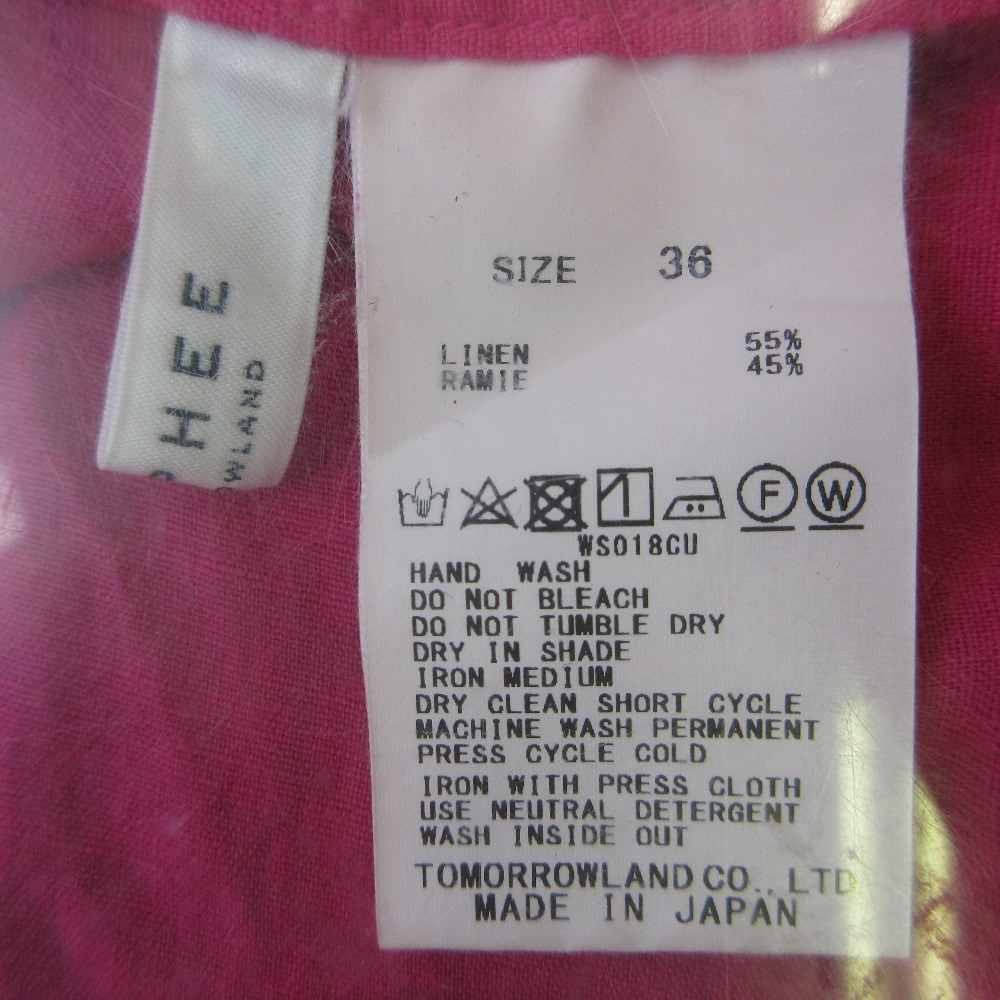 HEE
SIZE 36
LINEN 55%
RAMIE 45%
F W
WS018CU
HAND WASH
DO NOT BLEACH
DO NOT TUMBLE DRY
DRY IN SHADE
IRON MEDIUM
DRY CLEAN SHORT CYCLE
MACHINE WASH PERMANENT
PRESS CYCLE COLD
IRON WITH PRESS CLOTH
USE NEUTRAL DETERGENT
WASH INSIDE OUT
TOMORROWLAND CO., LTD
MADE IN JAPAN